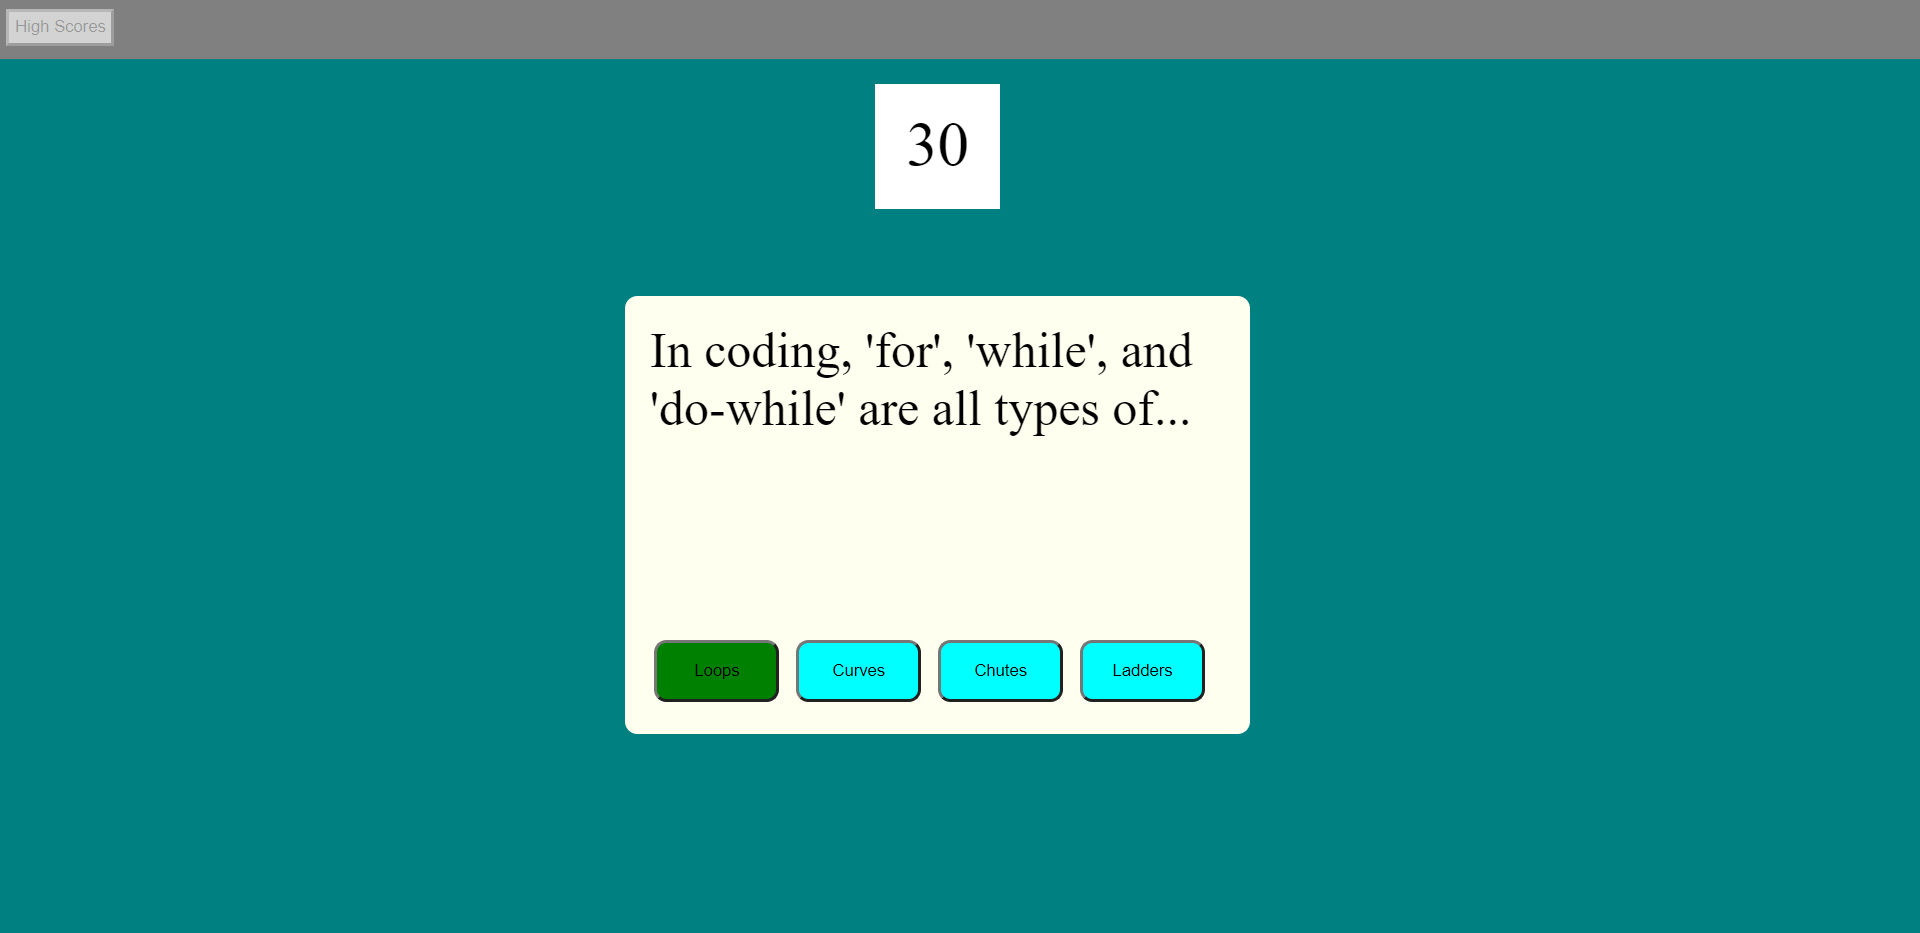 High Scores
30
In coding, 'for', 'while', and
'do-while' are all types of...
Loops Curves Chutes Ladders